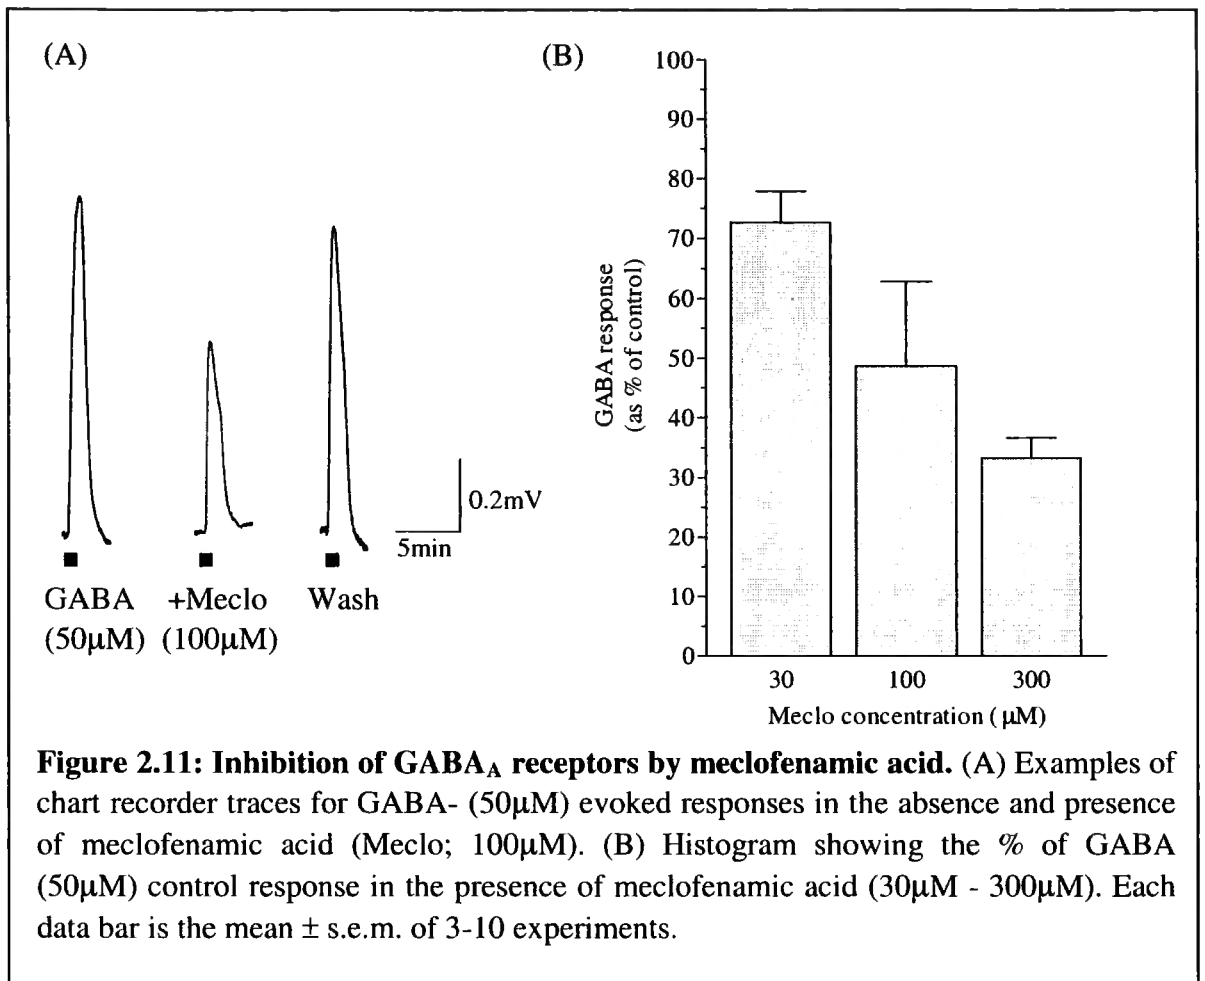 (A)
0.2mV
5min
GABA +Meclo Wash
(50µM) (100µM)
(B)
100
90
80
70
60
50
40
30
20
10
0
GABA response
(as % of control)
30 100 300
Meclo concentration ( µM)
Figure 2.11: Inhibition of GABA_A receptors by meclofenamic acid. (A) Examples of
chart recorder traces for GABA- (50µM) evoked responses in the absence and presence
of meclofenamic acid (Meclo; 100µM). (B) Histogram showing the % of GABA
(50µM) control response in the presence of meclofenamic acid (30µM - 300µM). Each
data bar is the mean ± s.e.m. of 3-10 experiments.